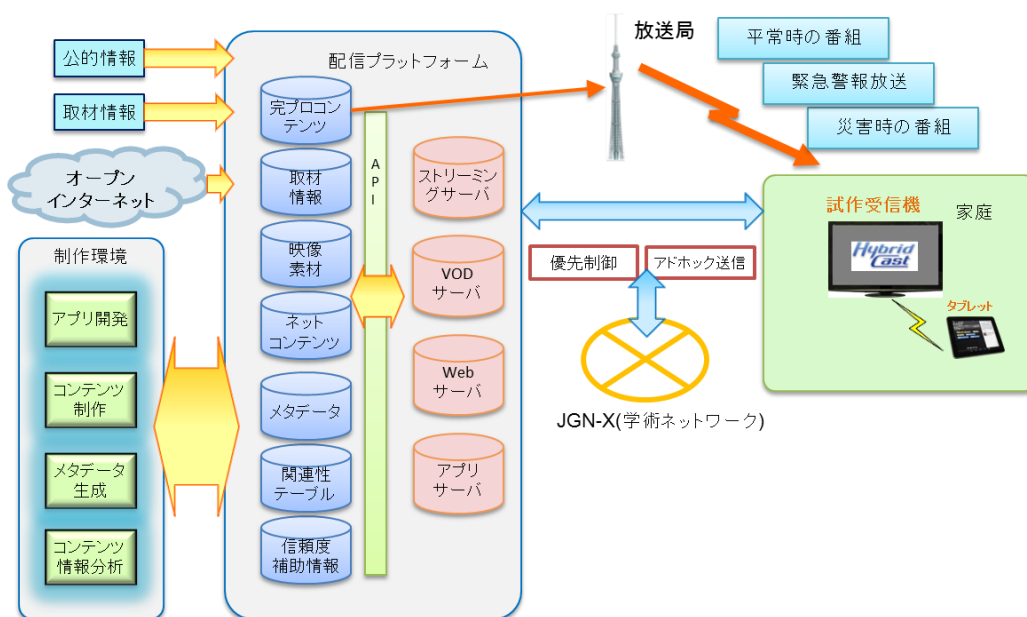 公的情報
取材情報
オープン
インターネット
制作環境
アプリ開発
コンテンツ
制作
メタデータ
生成
コンテンツ
情報分析
配信プラットフォーム
完プロコン
テンツ
取材
情報
映像
素材
ネット
コンテンツ
メタデータ
関連性
テーブル
信頼度
補助情報
API
ストリーミン
グサーバ
VOD
サーバ
Web
サーバ
アプリ
サーバ
放送局
平常時の番組
緊急警報放送
災害時の番組
優先制御
アドホック送信
JGN-X(学術ネットワーク)
試作受信機
家庭
Hybrid
Cast
タブレット